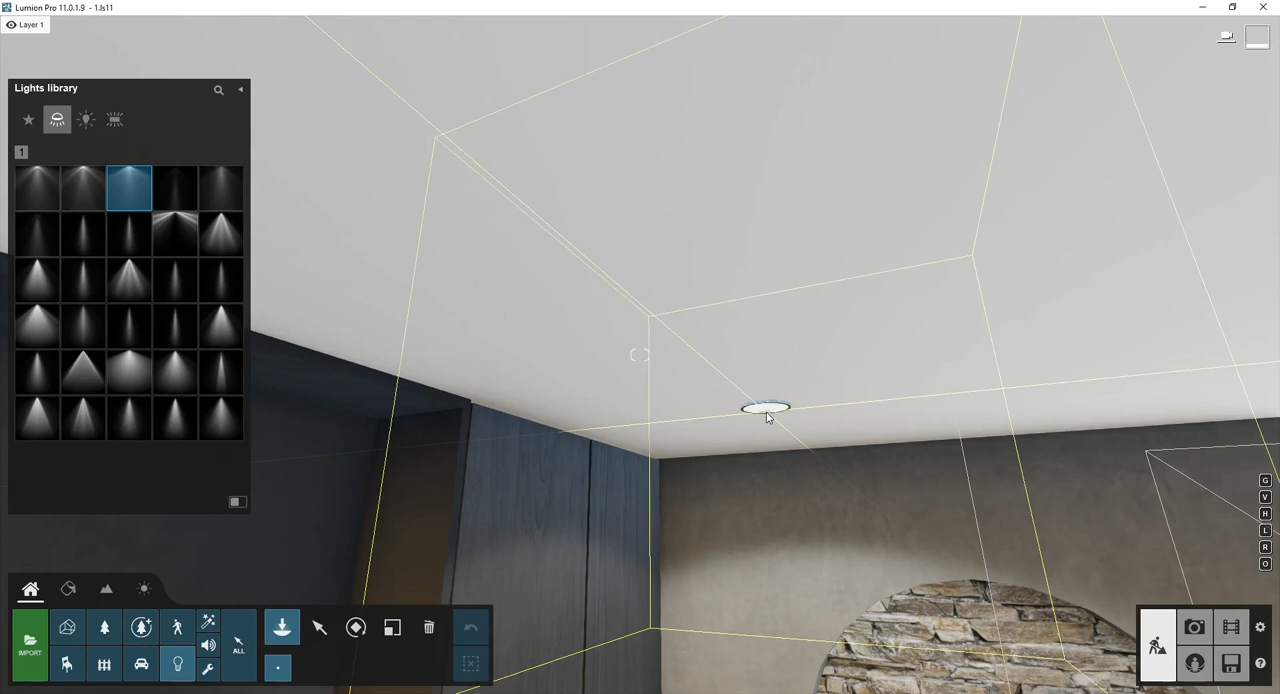 Lumion Pro 11.0.1.9 - 1.ls11
Layer 1
Lights library
1
G
V
H
L
R
O
IMPORT
ALL
?